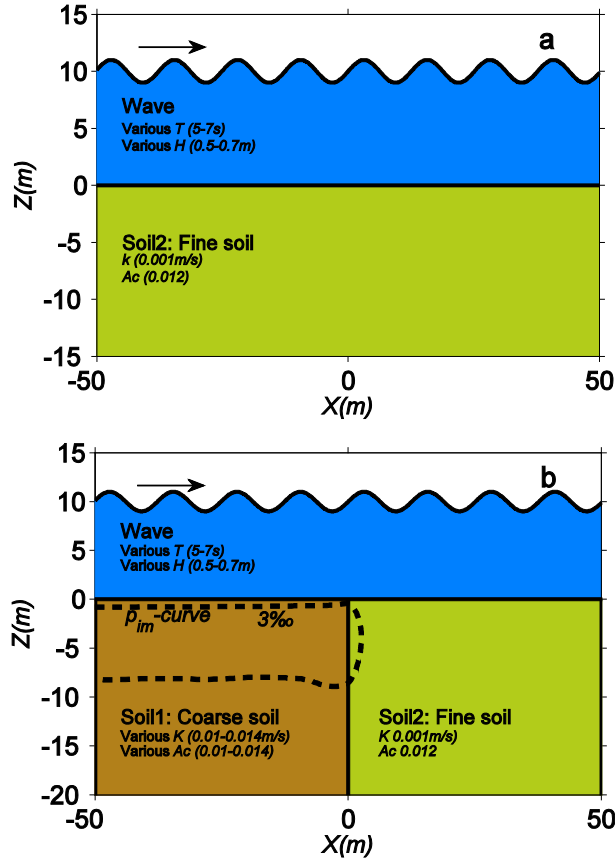 15
a
10
Wave
Various T (5-7s)
Various H (0.5-0.7m)
5
Z(m)
0
Soil2: Fine soil
-5
k (0.001m/s)
Ac (0.012)
-10
-15
-50
0
50
X(m)
15
b
10
Wave
Various T (5-7s)
Various H (0.5-0.7m)
5
Z(m)
0
p_im-curve 3‰
-5
-10
Soil1: Coarse soil
Various K (0.01-0.014m/s)
Various Ac (0.01-0.014)
Soil2: Fine soil
K 0.001m/s)
Ac 0.012
-15
-20
-50
0
50
X(m)